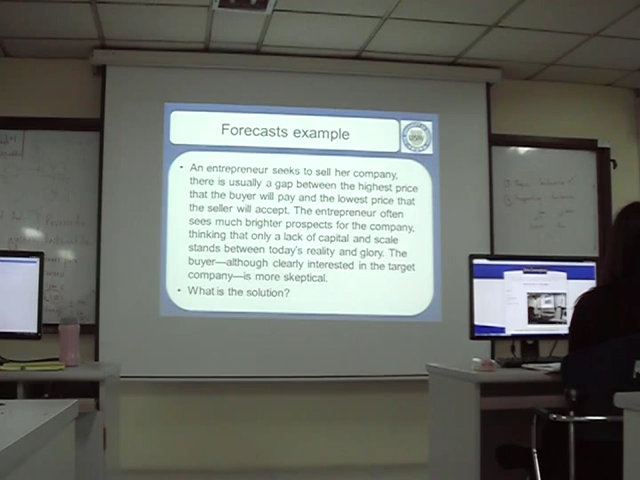 Forecasts example
• An entrepreneur seeks to sell her company,
there is usually a gap between the highest price
that the buyer will pay and the lowest price that
the seller will accept. The entrepreneur often
sees much brighter prospects for the company,
thinking that only a lack of capital and scale
stands between today's reality and glory. The
buyer—although clearly interested in the target
company—is more skeptical.
• What is the solution?